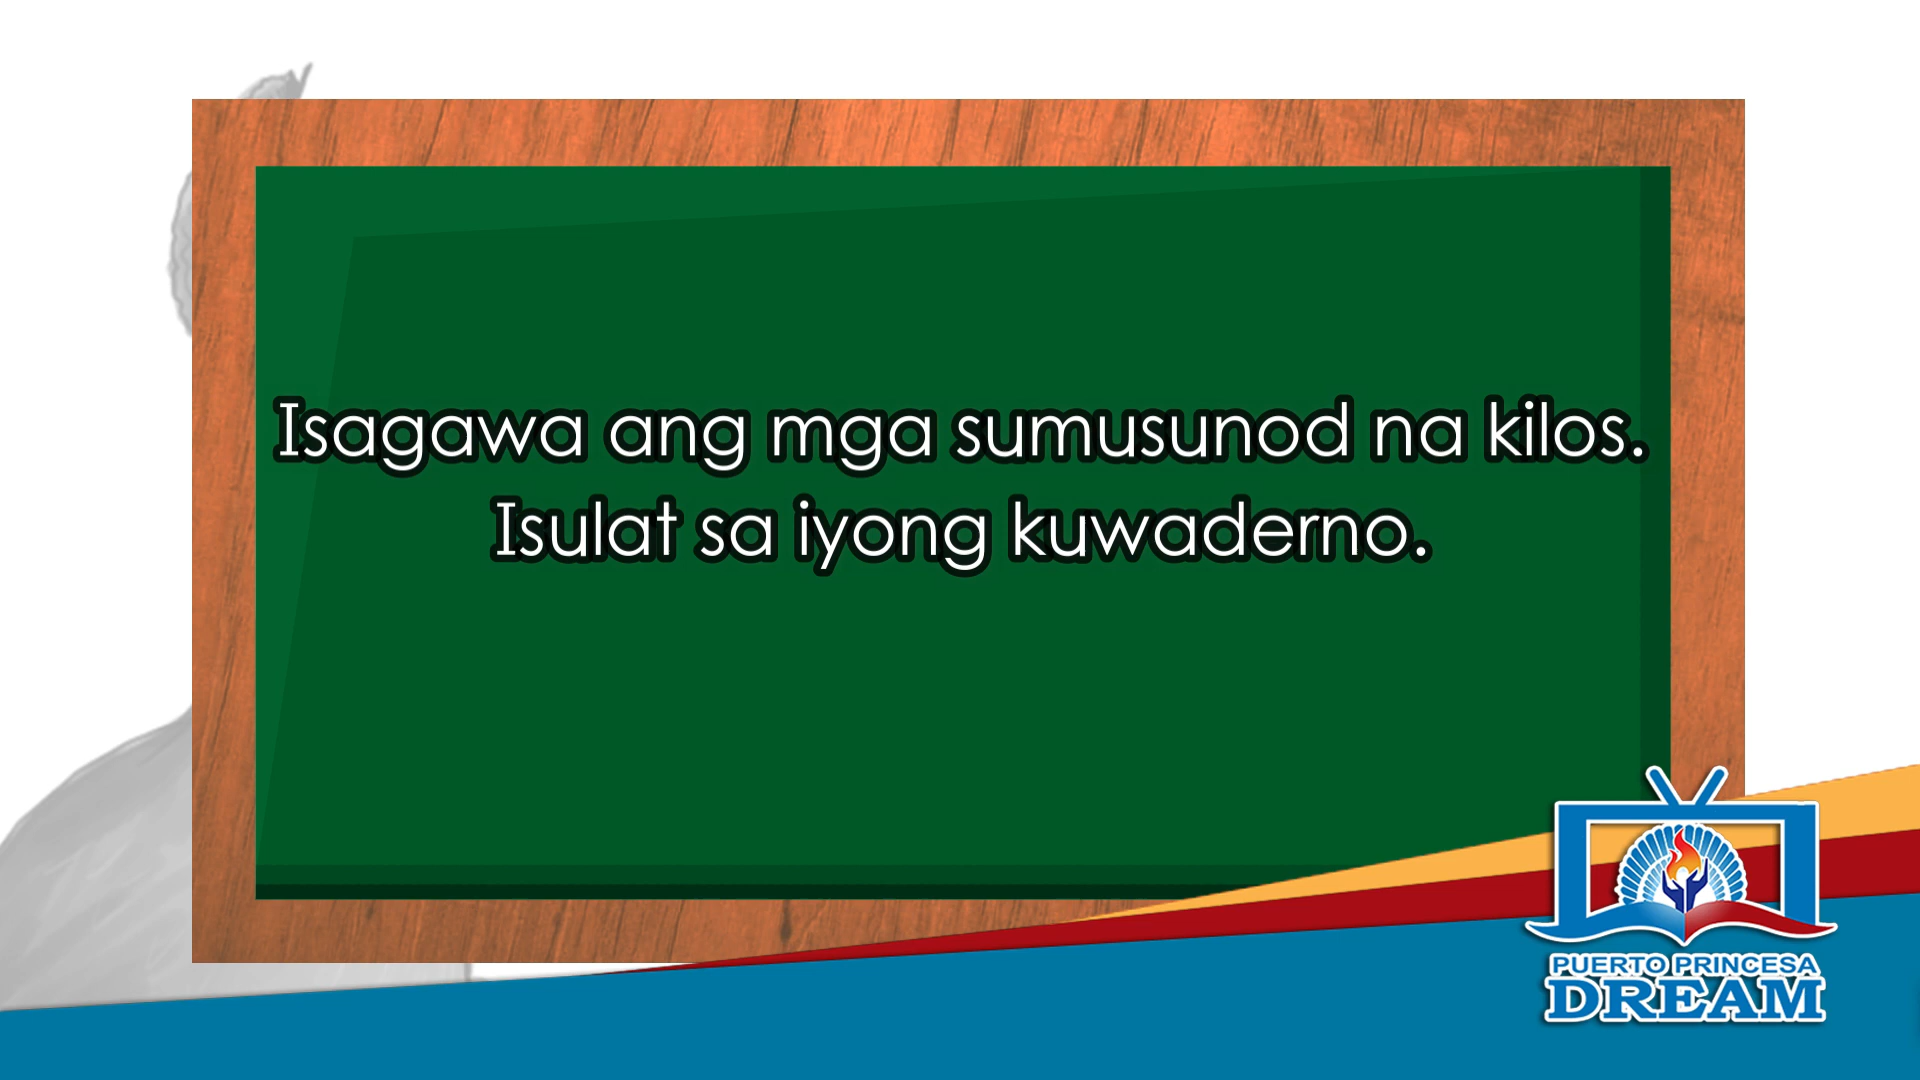 Isagawa ang mga sumusunod na kilos.
Isulat sa iyong kuwaderno.
PUERTO PRINCESA
DREAM